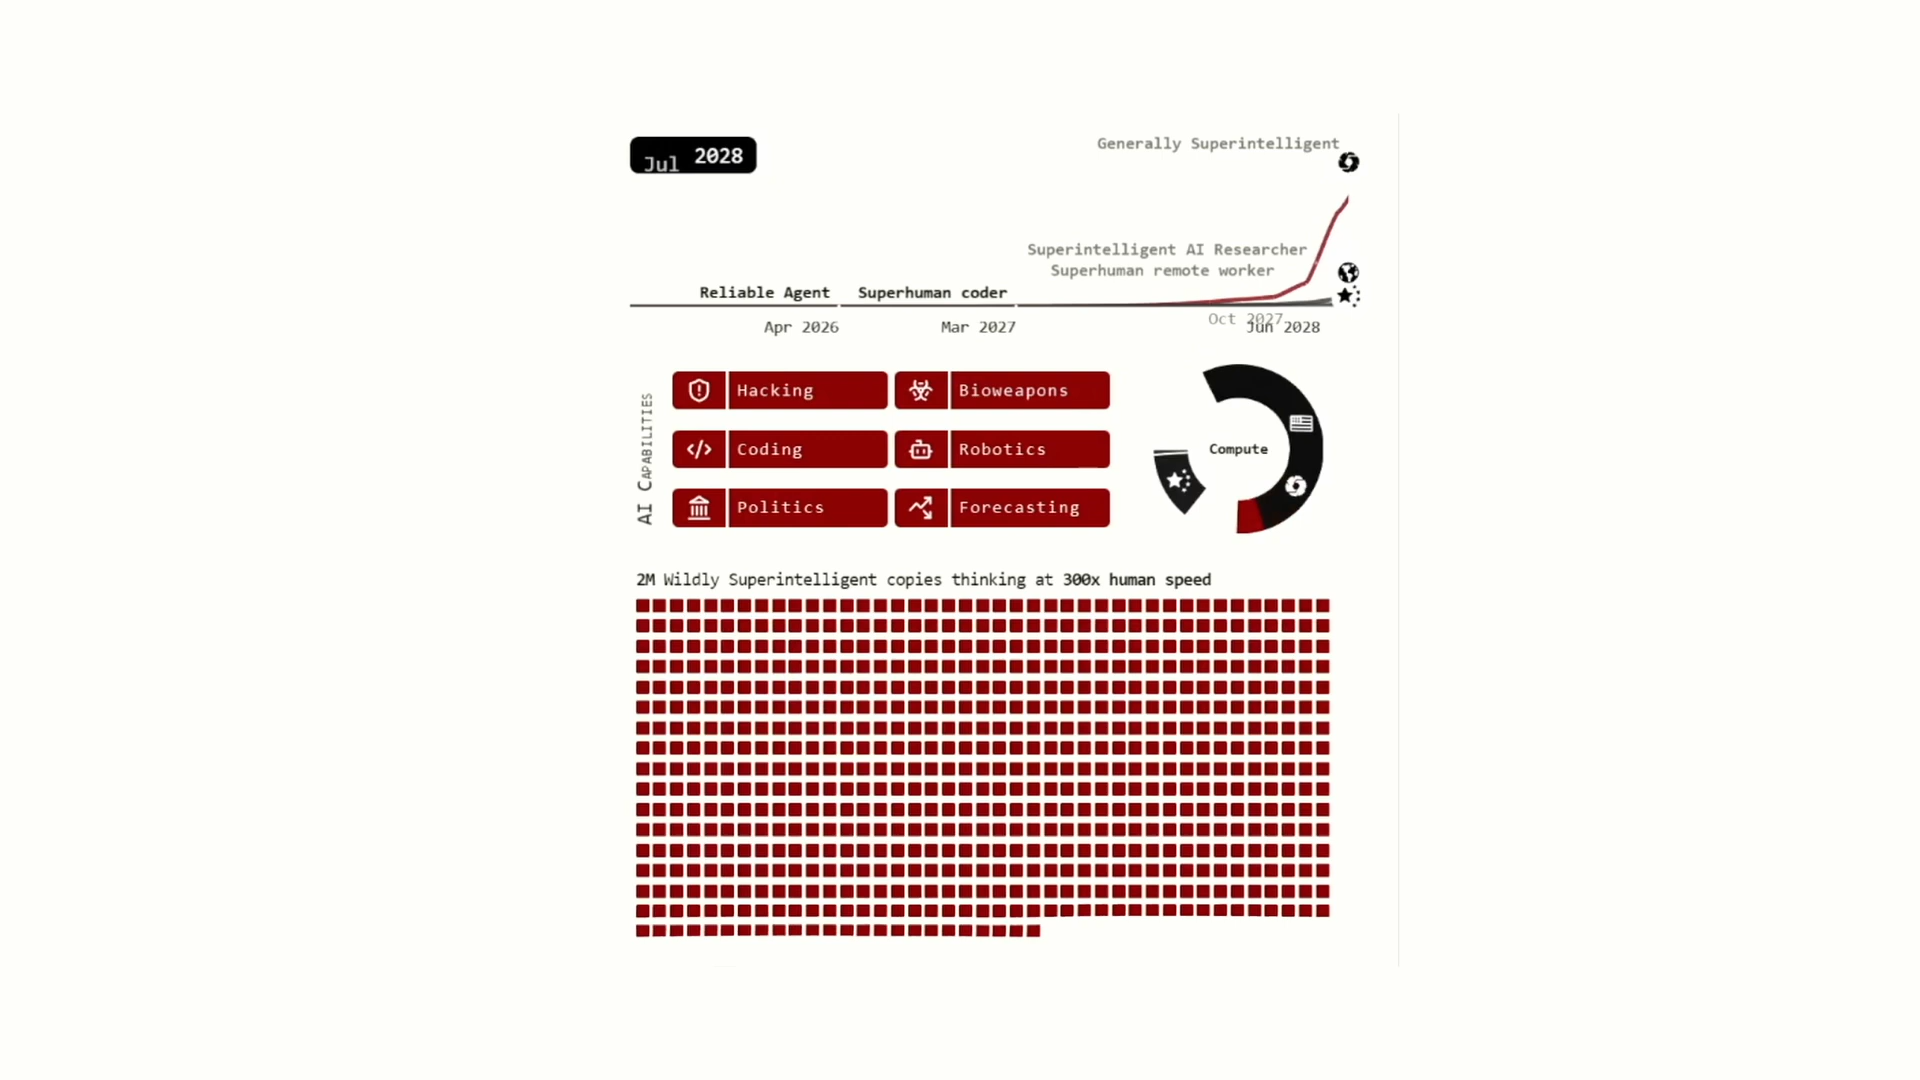 Jul 2028
Generally Superintelligent
Superintelligent AI Researcher
Superhuman remote worker
Reliable Agent
Superhuman coder
Apr 2026
Mar 2027
Oct 2027
Jun 2028
AI CAPABILITIES
Hacking
Bioweapons
Coding
Robotics
Politics
Forecasting
Compute
2M Wildly Superintelligent copies thinking at 300x human speed